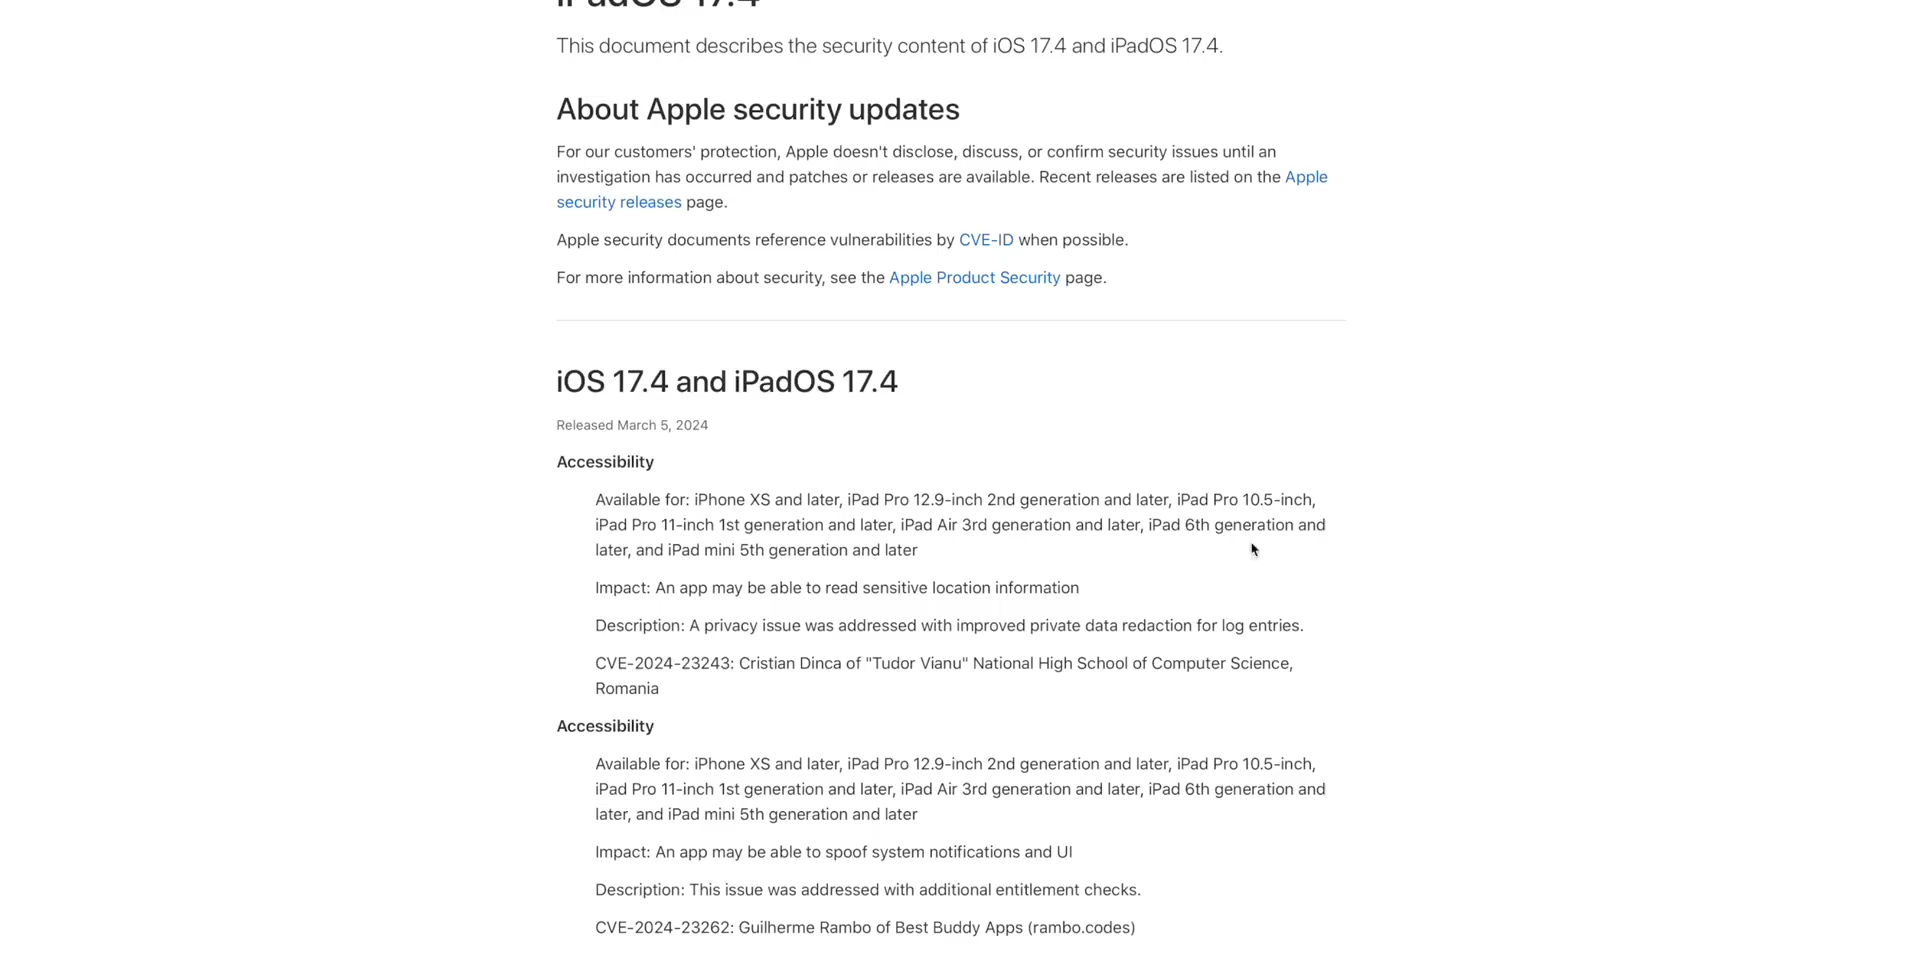 iPadOS 17.4
This document describes the security content of iOS 17.4 and iPadOS 17.4.
About Apple security updates
For our customers' protection, Apple doesn't disclose, discuss, or confirm security issues until an
investigation has occurred and patches or releases are available. Recent releases are listed on the Apple
security releases page.
Apple security documents reference vulnerabilities by CVE-ID when possible.
For more information about security, see the Apple Product Security page.
iOS 17.4 and iPadOS 17.4
Released March 5, 2024
Accessibility
Available for: iPhone XS and later, iPad Pro 12.9-inch 2nd generation and later, iPad Pro 10.5-inch,
iPad Pro 11-inch 1st generation and later, iPad Air 3rd generation and later, iPad 6th generation and
later, and iPad mini 5th generation and later
Impact: An app may be able to read sensitive location information
Description: A privacy issue was addressed with improved private data redaction for log entries.
CVE-2024-23243: Cristian Dinca of "Tudor Vianu" National High School of Computer Science,
Romania
Accessibility
Available for: iPhone XS and later, iPad Pro 12.9-inch 2nd generation and later, iPad Pro 10.5-inch,
iPad Pro 11-inch 1st generation and later, iPad Air 3rd generation and later, iPad 6th generation and
later, and iPad mini 5th generation and later
Impact: An app may be able to spoof system notifications and UI
Description: This issue was addressed with additional entitlement checks.
CVE-2024-23262: Guilherme Rambo of Best Buddy Apps (rambo.codes)